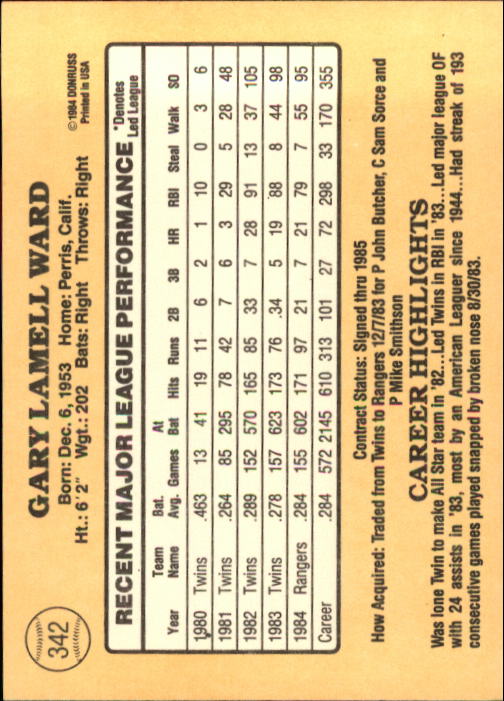 342
GARY LAMELL WARD
Born: Dec. 6, 1953 Home: Perris, Calif.
Ht.: 6'2" Wgt.: 202 Bats: Right Throws: Right
© 1984 DONRUSS
Printed in USA
RECENT MAJOR LEAGUE PERFORMANCE
*Denotes
Led League
Year Team Name Bat. Avg. Games At Bat Hits Runs 2B 3B HR RBI Steal Walk SO
1980 Twins .463 13 41 19 11 6 2 1 10 0 3 6
1981 Twins .264 85 295 78 42 7 6 3 29 5 28 48
1982 Twins .289 152 570 165 85 33 7 28 91 13 37 105
1983 Twins .278 157 623 173 76 .34 5 19 '88 8 44 98
1984 Rangers .284 155 602 171 97 21 7 21 79 7 55 95
Career .284 572 2145 610 313 101 27 72 298 33 170 355
Contract Status: Signed thru 1985
How Acquired: Traded from Twins to Rangers 12/7/83 for P John Butcher, C Sam Sorce and
P Mike Smithson
CAREER HIGHLIGHTS
Was lone Twin to make All Star team in '82...Led Twins in RBI in '83...Led major league OF
with 24 assists in '83, most by an American Leaguer since 1944...Had streak of 193
consecutive games played snapped by broken nose 8/30/83.